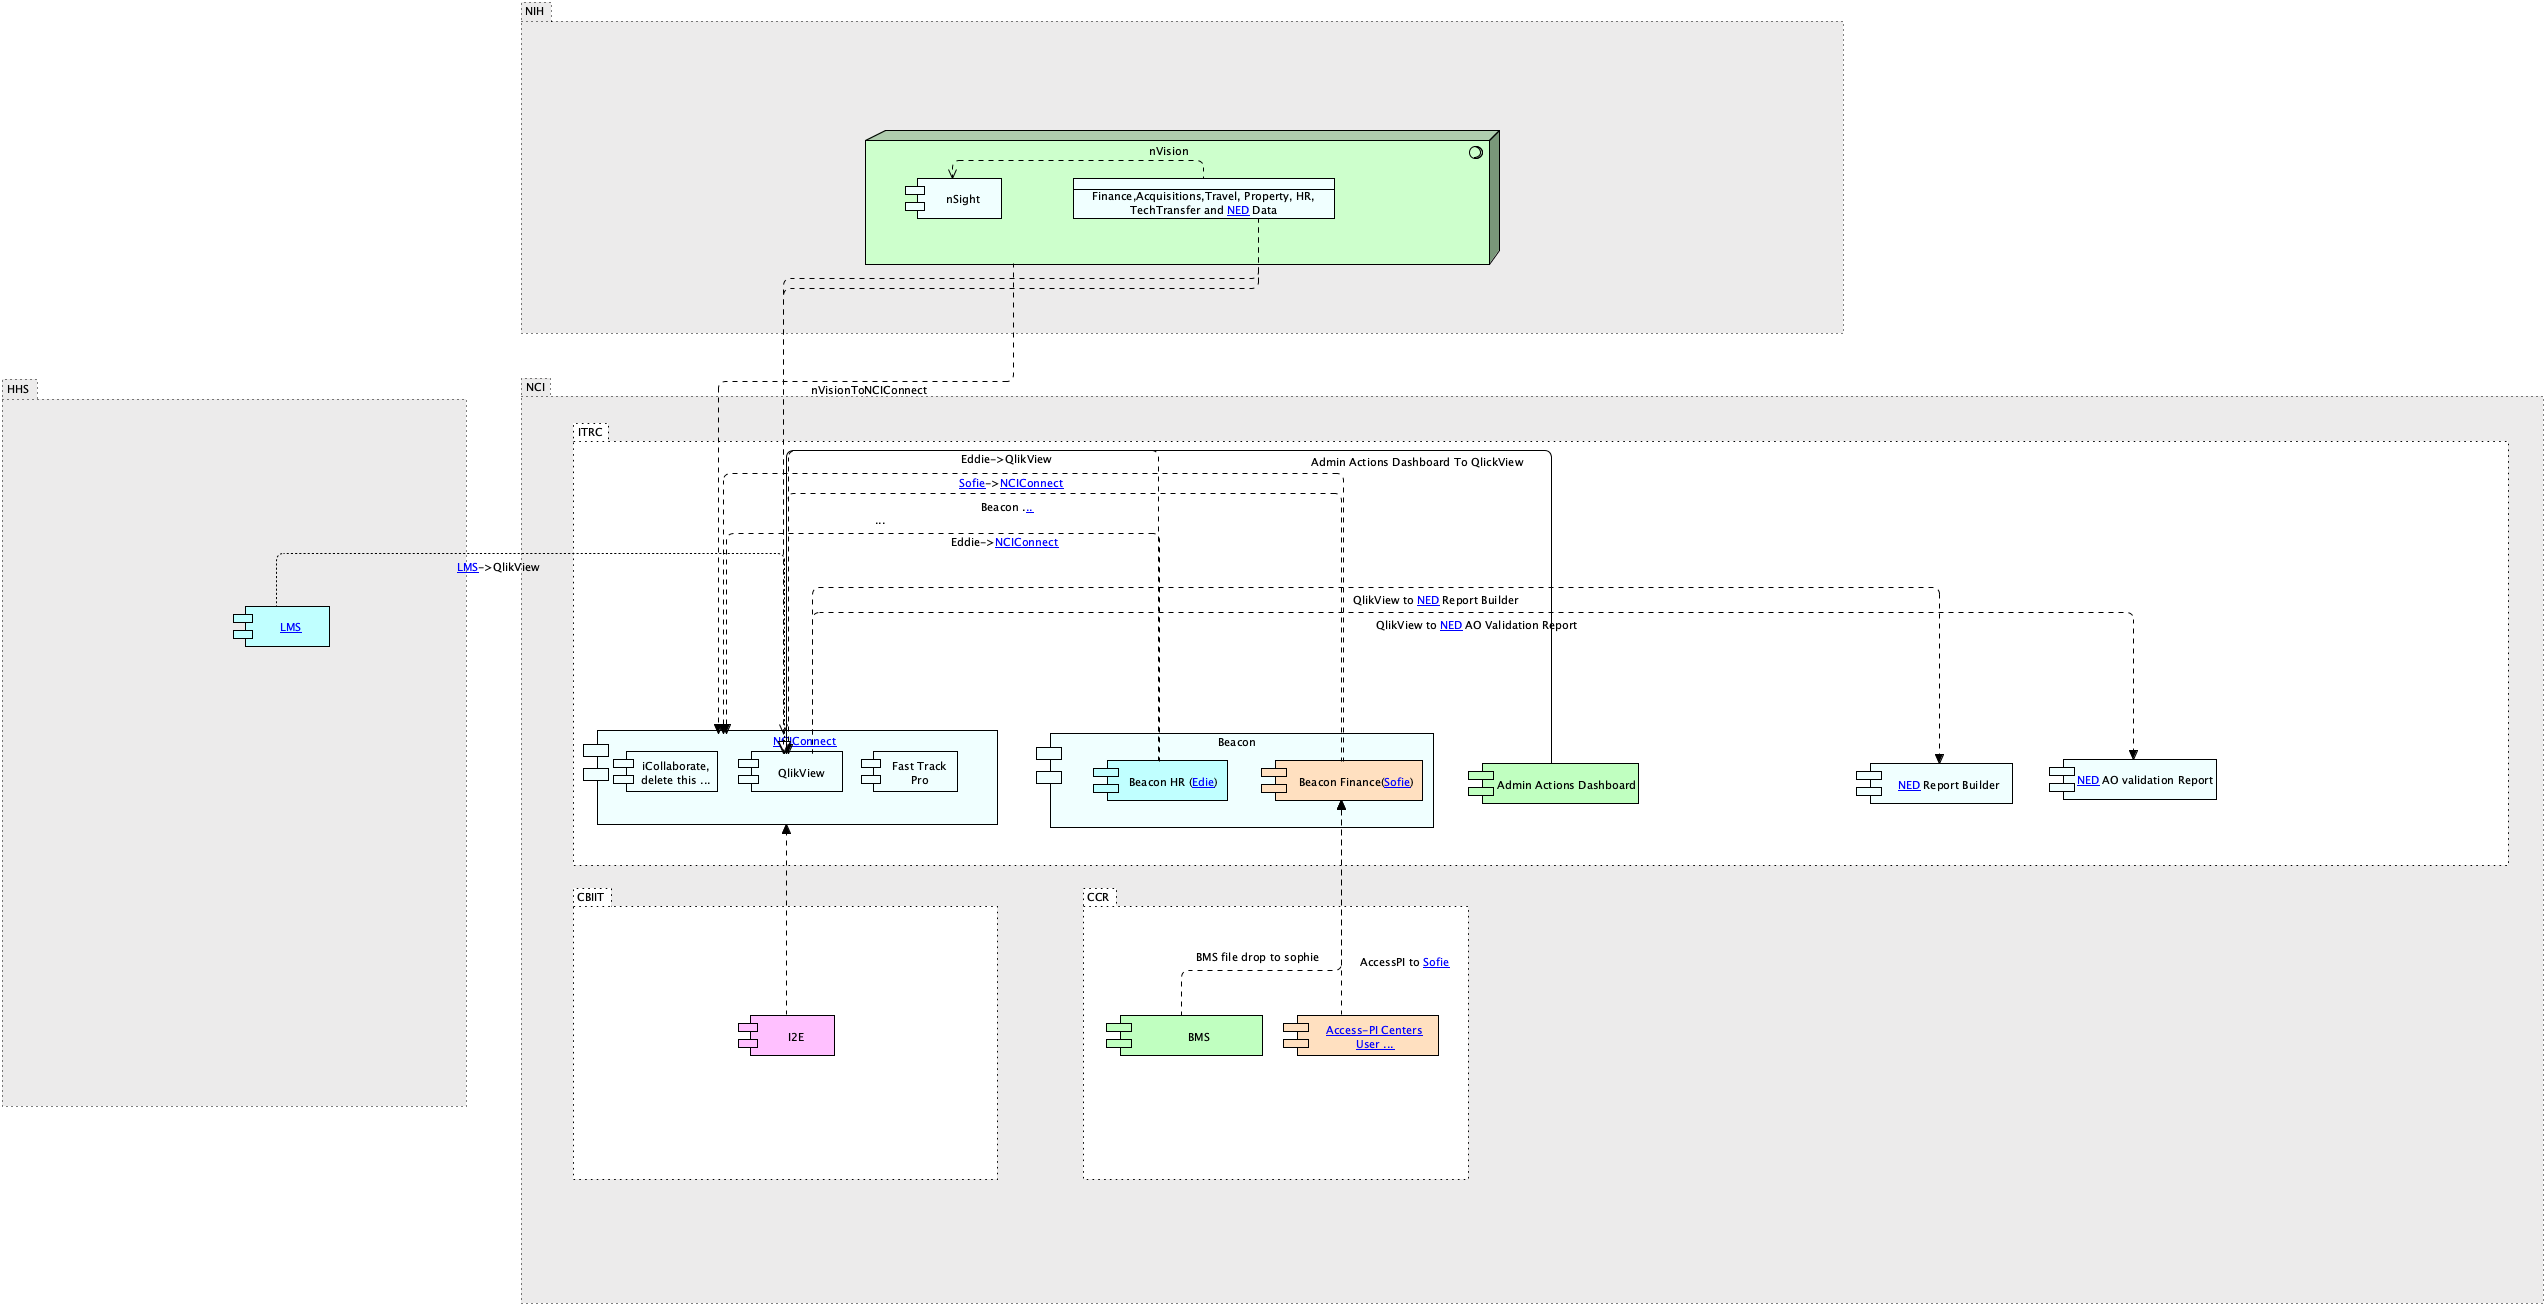 NIH
nVision
nSight
Finance,Acquisitions,Travel, Property, HR,
TechTransfer and NED Data
HHS
NCI
nVisionToNCIConnect
ITRC
Eddie->QlikView
Admin Actions Dashboard To QlickView
Sofie->NCIConnect
Beacon ...
...
Eddie->NCIConnect
LMS->QlikView
QlikView to NED Report Builder
QlikView to NED AO Validation Report
LMS
NCIConnect
iCollaborate,
delete this ...
QlikView
Fast Track
Pro
Beacon
Beacon HR (Edie)
Beacon Finance(Sofie)
Admin Actions Dashboard
NED Report Builder
NED AO validation Report
CBIIT
CCR
BMS file drop to sophie
AccessPI to Sofie
I2E
BMS
Access-PI Centers
User ...